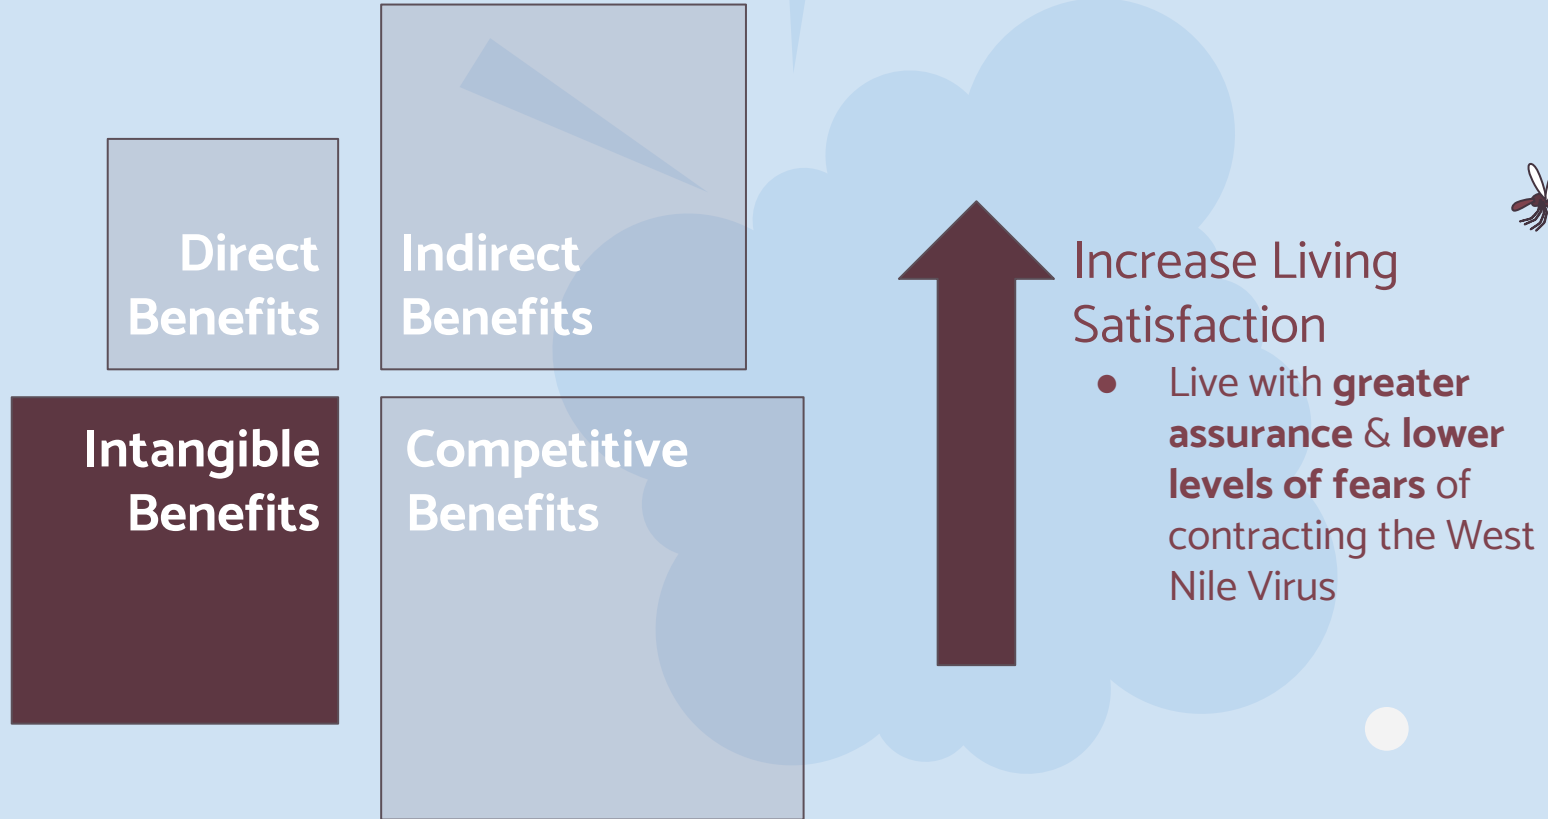 Direct
Benefits
Indirect
Benefits
Intangible
Benefits
Competitive
Benefits
Increase Living
Satisfaction
● Live with greater
assurance & lower
levels of fears of
contracting the West
Nile Virus